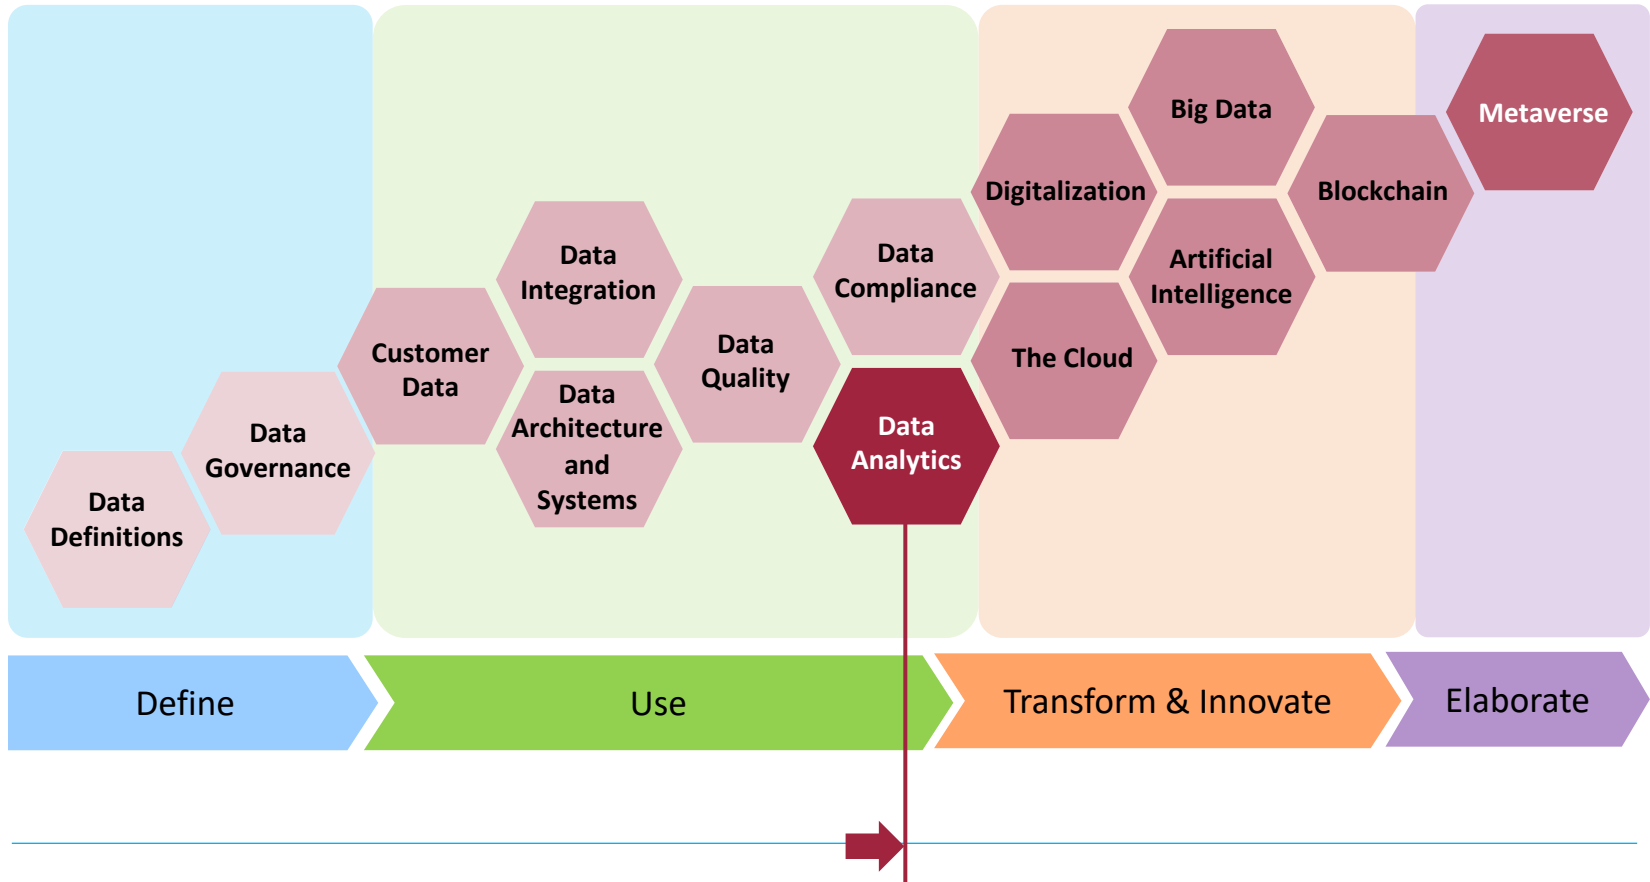 Data
Definitions
Data
Governance
Customer
Data
Data
Integration
Data
Architecture
and
Systems
Data
Quality
Data
Compliance
Data
Analytics
Digitalization
The Cloud
Big Data
Artificial
Intelligence
Blockchain
Metaverse
Define
Use
Transform & Innovate
Elaborate